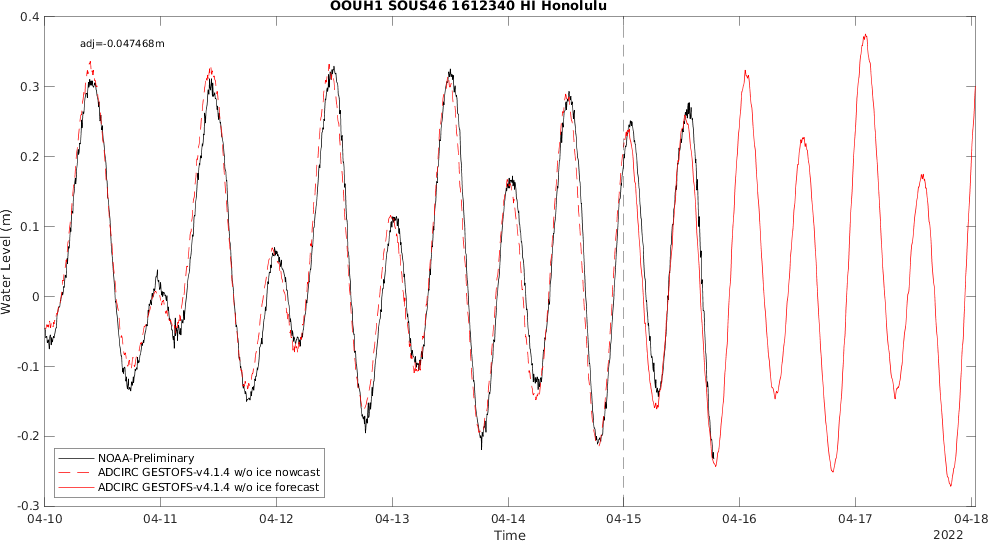 OOUH1 SOUS46 1612340 HI Honolulu
adj=-0.047468m
0.4
0.3
0.2
0.1
0
-0.1
-0.2
-0.3
Water Level (m)
NOAA-Preliminary
ADCIRC GESTOFS-v4.1.4 w/o ice nowcast
ADCIRC GESTOFS-v4.1.4 w/o ice forecast
04-10 04-11 04-12 04-13 04-14 04-15 04-16 04-17 04-18
Time
2022